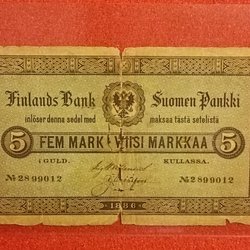 Finlands Bank Suomen Pankki
inlöser denna sedel med maksaa tästä setelistä
5 FEM MARK - VIISI MARKKAA 5
I GULD. KULLASSA.
№2899012 №2899012
1886